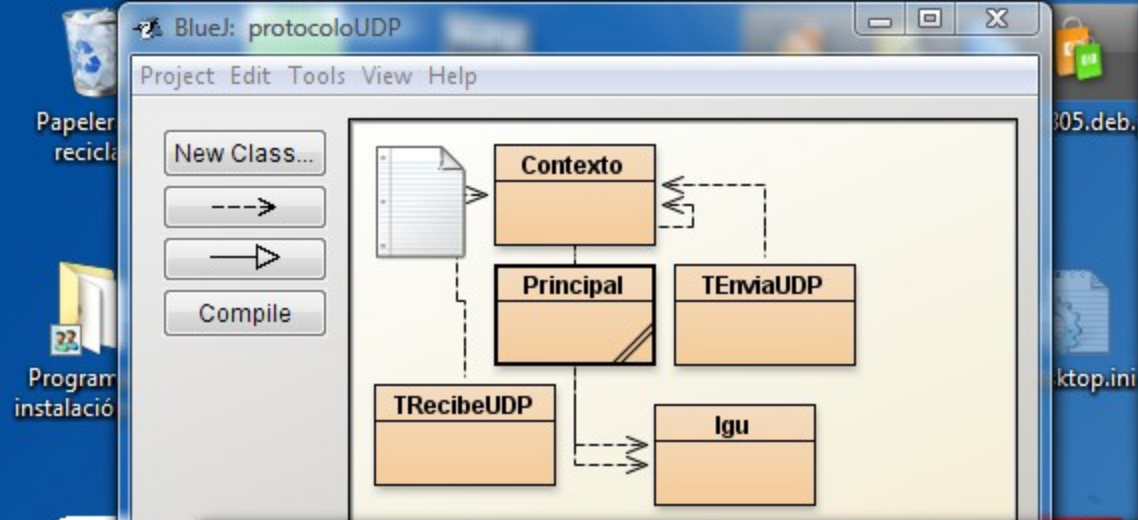 BlueJ: protocoloUDP
Project Edit Tools View Help
Papeler
recicla
305.deb.
New Class...
Compile
Contexto
Principal
TEnviaUDP
TRecibeUDP
Igu
Program
instalació
sktop.ini